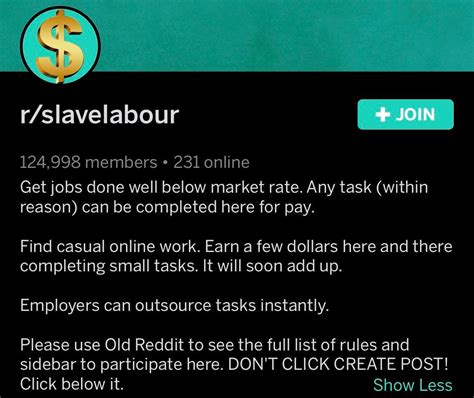 $
r/slavelabour
+ JOIN
124,998 members • 231 online
Get jobs done well below market rate. Any task (within
reason) can be completed here for pay.
Find casual online work. Earn a few dollars here and there
completing small tasks. It will soon add up.
Employers can outsource tasks instantly.
Please use Old Reddit to see the full list of rules and
sidebar to participate here. DON'T CLICK CREATE POST!
Click below it.
Show Less